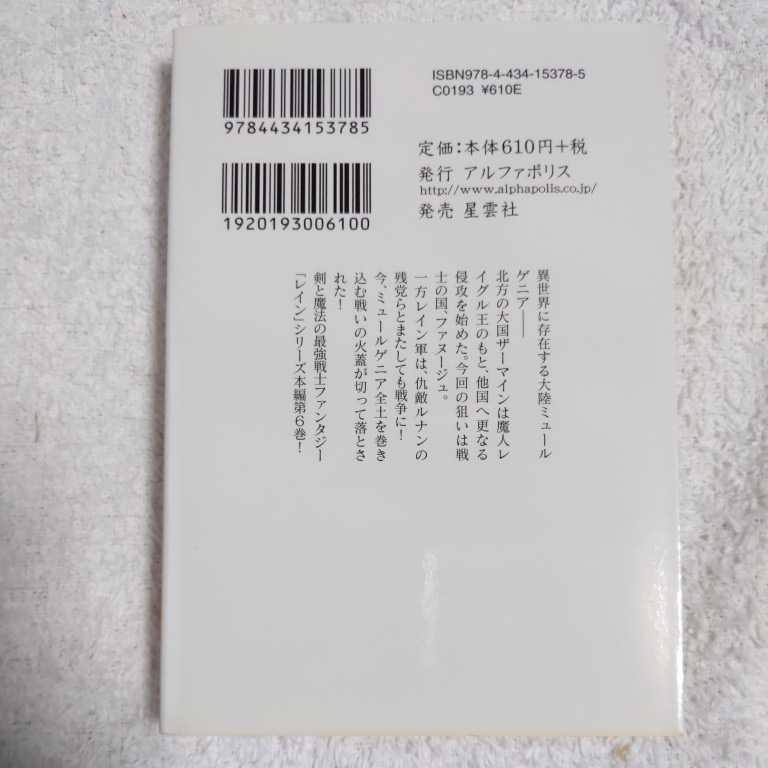 ISBN978-4-434-15378-5
C0193 ¥610E
9784434153785
定価:本体610円+税
発行 アルファポリス
http://www.alphapolis.co.jp/
発売 星雲社
1920193006100
異世界に存在する大陸ミュール
ゲニア――
北方の大国ザーマインは魔人レ
イグル王のもと、他国へ更なる
侵攻を始めた。今回の狙いは戦
士の国、ファヌージュ。
一方レイン軍は、仇敵ルナンの
残党らとまたしても戦争に!
今、ミュールゲニア全土を巻き
込む戦いの火蓋が切って落とさ
れた!
剣と魔法の最強戦士ファンタジー
「レイン」シリーズ本編第6巻!